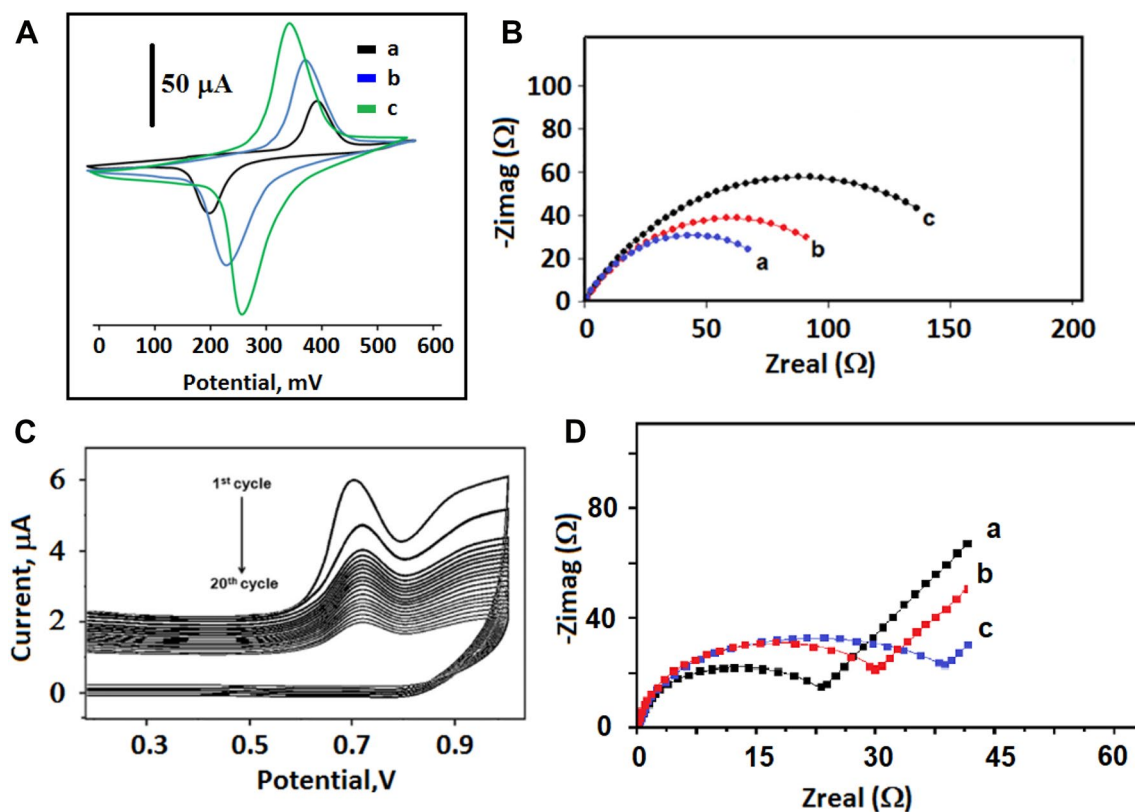 A
50 μA
a
b
c
0 100 200 300 400 500 600
Potential, mV
B
-Zimag (Ω)
100
80
60
40
20
0
c
b
a
0 50 100 150 200
Zreal (Ω)
C
Current, μA
6
4
2
0
1st cycle
20th cycle
0.3 0.5 0.7 0.9
Potential,V
D
-Zimag (Ω)
80
40
0
a
b
c
0 15 30 45 60
Zreal (Ω)